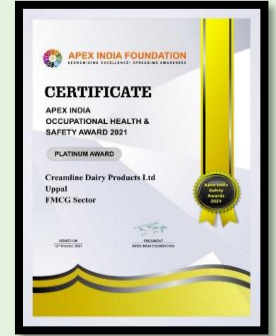 APEX INDIA FOUNDATION
RECOGNISING EXCELLENCE SPREADING AWARENESS
CERTIFICATE
APEX INDIA
OCCUPATIONAL HEALTH &
SAFETY AWARD 2021
PLATINUM AWARD
Creamline Dairy Products Ltd
Uppal
FMCG Sector
Apex India
Safety
Awards
2021
ISSUED ON
PRESIDENT
APEX INDIA FOUNDATION